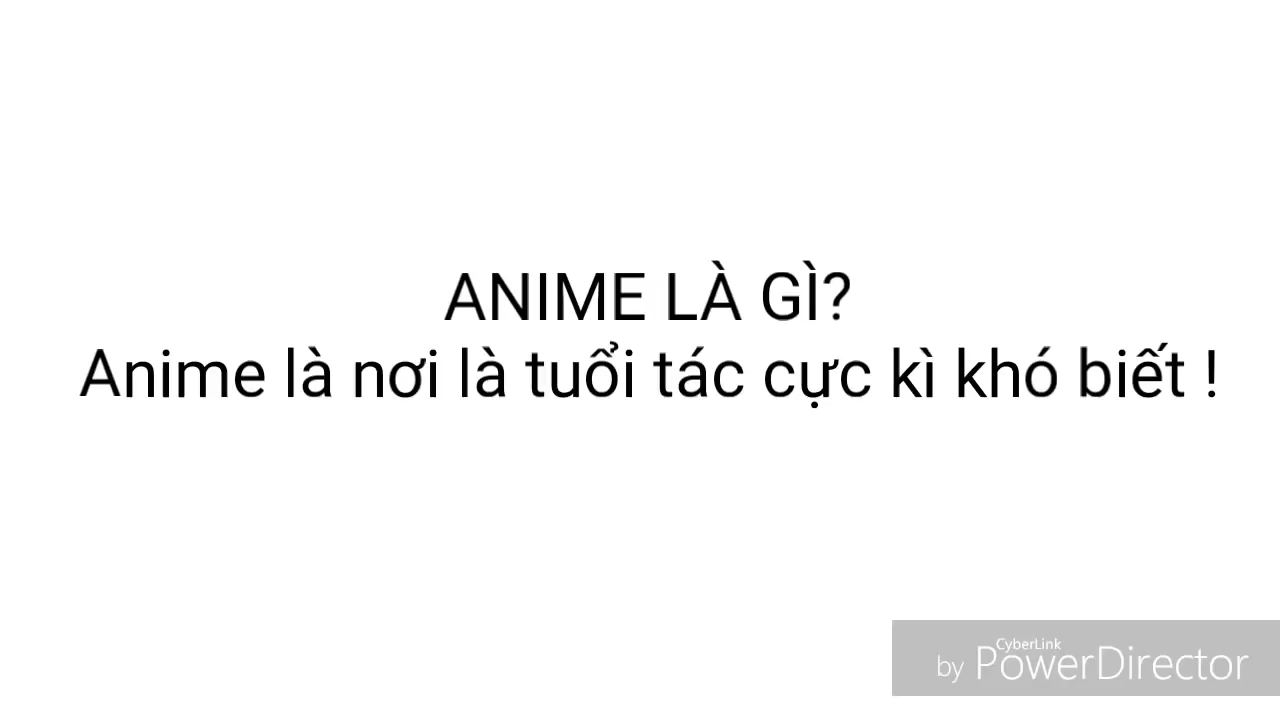 ANIME LÀ GÌ?
Anime là nơi là tuổi tác cực kì khó biết !
CyberLink
by PowerDirector